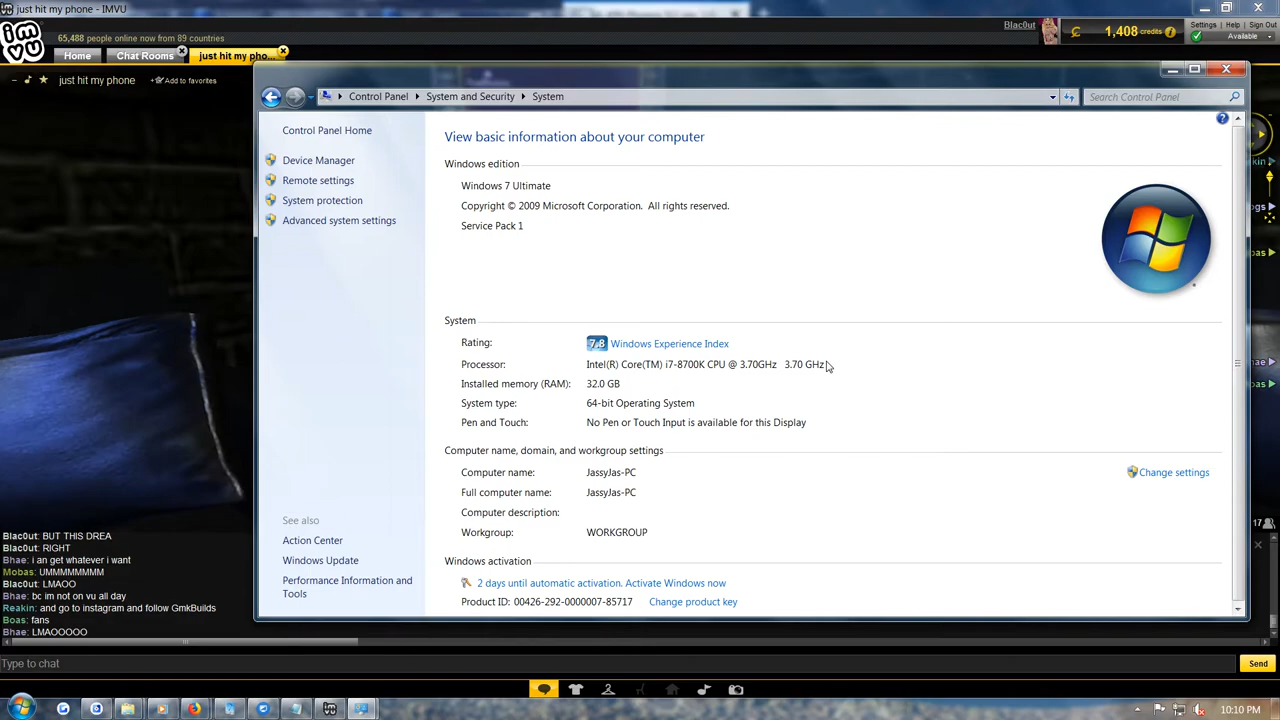 just hit my phone - IMVU
imvu
65,488 people online now from 89 countries
Blac0ut
1,408 credits
Settings | Help | Sign Out
Available
Home
Chat Rooms
just hit my pho...
just hit my phone
+ Add to favorites
Control Panel
System and Security
System
Search Control Panel
Control Panel Home
Device Manager
Remote settings
System protection
Advanced system settings
See also
Action Center
Windows Update
Performance Information and
Tools
View basic information about your computer
Windows edition
Windows 7 Ultimate
Copyright © 2009 Microsoft Corporation. All rights reserved.
Service Pack 1
System
Rating: 7.8 Windows Experience Index
Processor: Intel(R) Core(TM) i7-8700K CPU @ 3.70GHz 3.70 GHz
Installed memory (RAM): 32.0 GB
System type: 64-bit Operating System
Pen and Touch: No Pen or Touch Input is available for this Display
Computer name, domain, and workgroup settings
Computer name: JassyJas-PC
Change settings
Full computer name: JassyJas-PC
Computer description:
Workgroup: WORKGROUP
Windows activation
2 days until automatic activation. Activate Windows now
Product ID: 00426-292-0000007-85717 Change product key
17
Blac0ut: BUT THIS DREA
Blac0ut: RIGHT
Bhae: i an get whatever i want
Mobas: UMMMMMMMM
Blac0ut: LMAOO
Bhae: bc im not on vu all day
Reakin: and go to instagram and follow GmkBuilds
Boas: fans
Bhae: LMAOOOOO
Type to chat
Send
10:10 PM